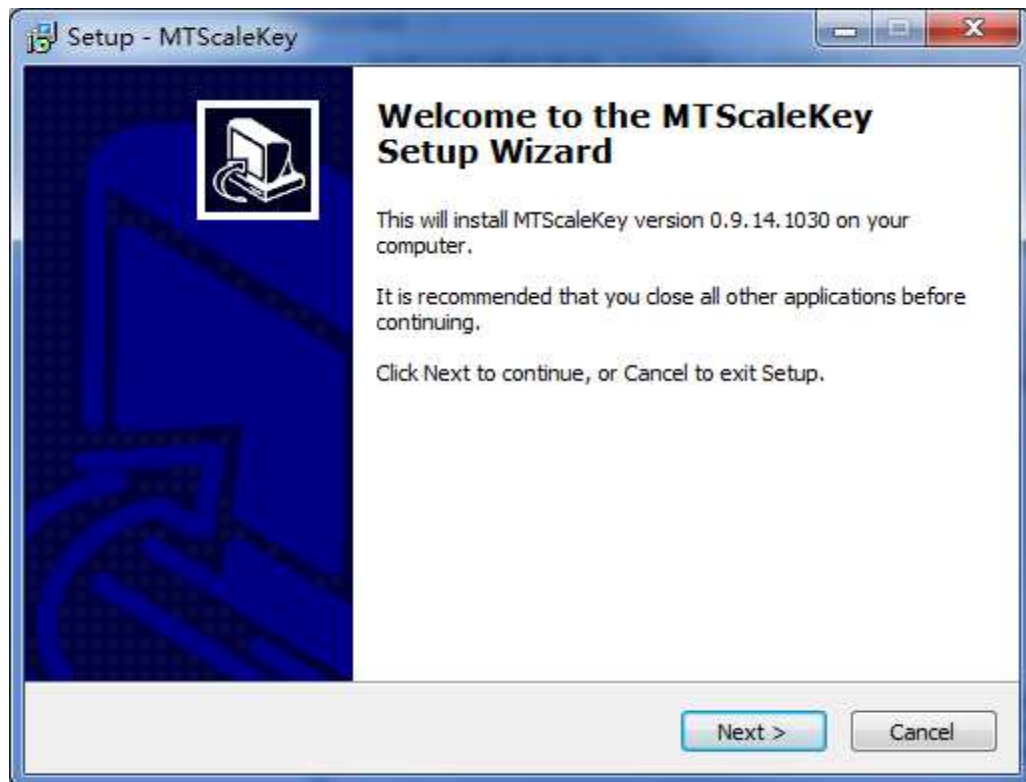 Setup - MTScaleKey
Welcome to the MTScaleKey
Setup Wizard
This will install MTScaleKey version 0.9.14.1030 on your
computer.
It is recommended that you close all other applications before
continuing.
Click Next to continue, or Cancel to exit Setup.
Next >
Cancel